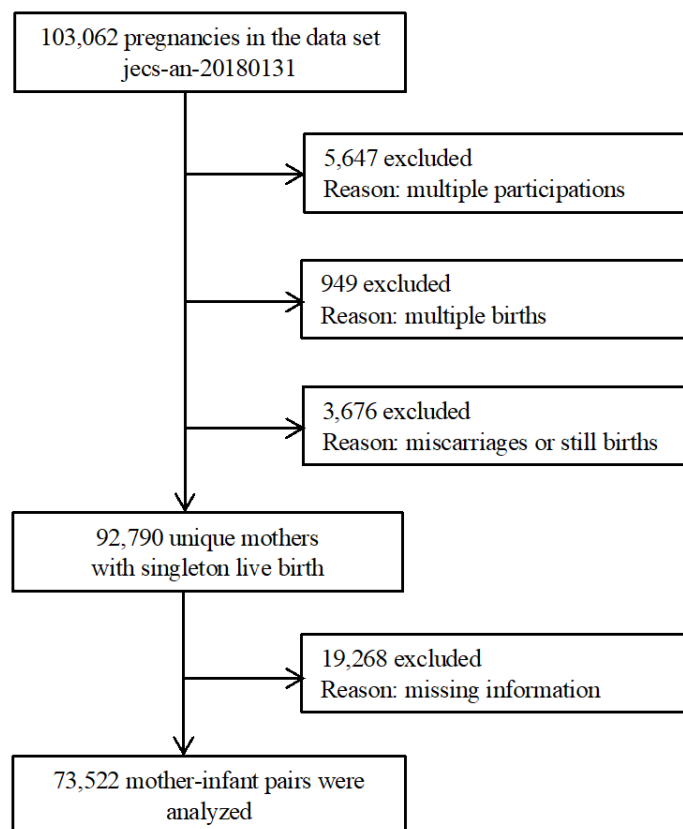 103,062 pregnancies in the data set
jecs-an-20180131
5,647 excluded
Reason: multiple participations
949 excluded
Reason: multiple births
3,676 excluded
Reason: miscarriages or still births
92,790 unique mothers
with singleton live birth
19,268 excluded
Reason: missing information
73,522 mother-infant pairs were
analyzed